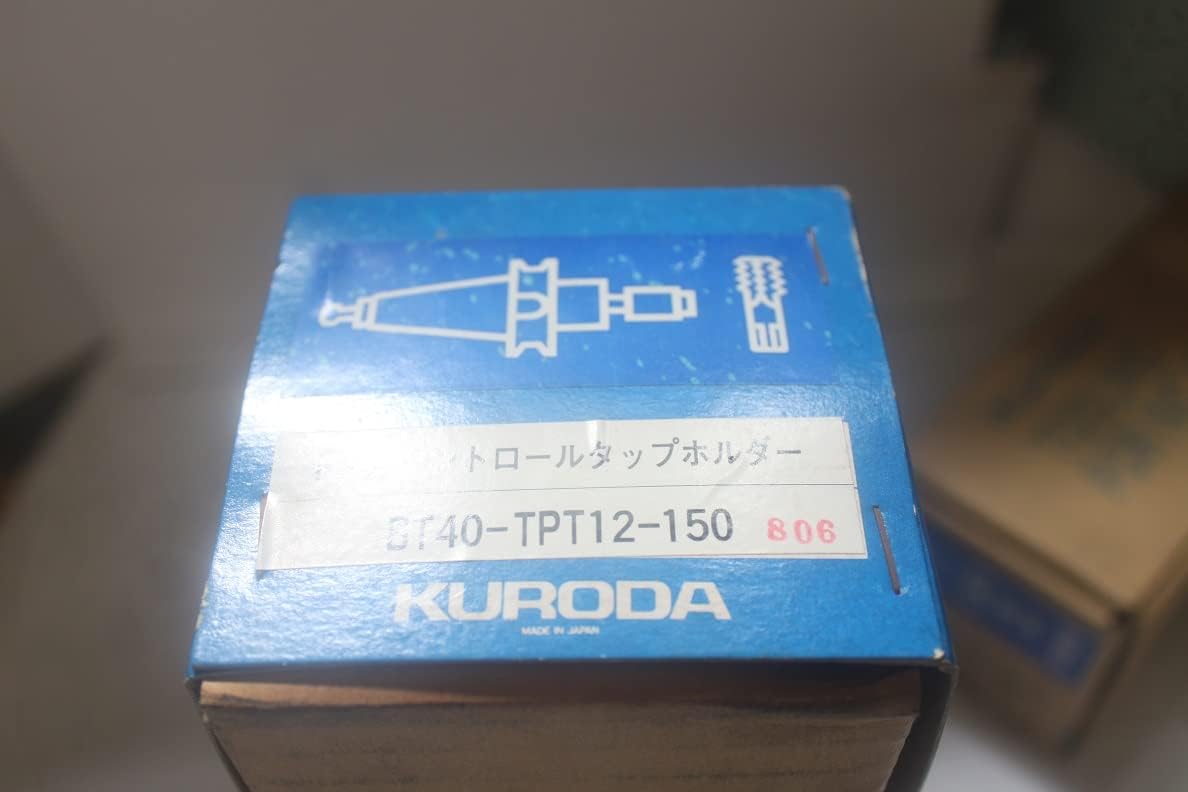 ントロールタップホルダー
BT40-TPT12-150 806
KURODA
MADE IN JAPAN